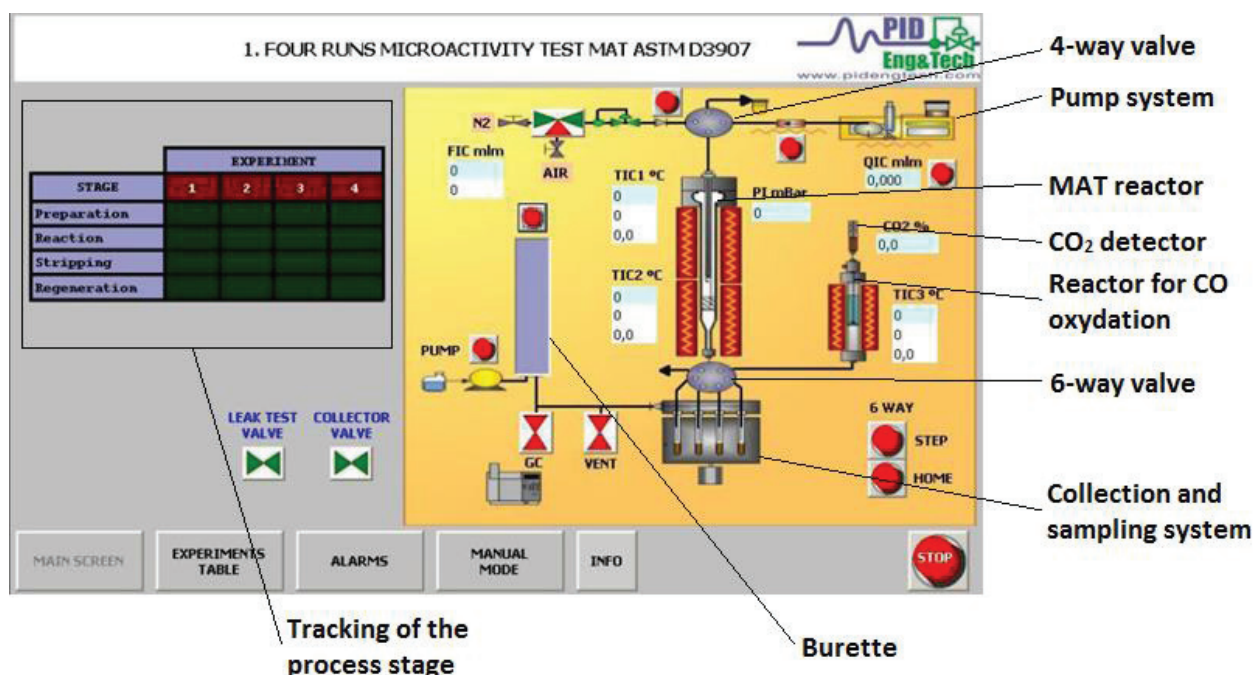 1. FOUR RUNS MICROACTIVITY TEST MAT ASTM D3907
PID
Eng&Tech
www.pidengtech.com
4-way valve
Pump system
MAT reactor
CO₂ detector
Reactor for CO
oxydation
6-way valve
Collection and
sampling system
Burette
Tracking of the
process stage
EXPERIMENT
STAGE 1 2 3 4
Preparation
Reaction
Stripping
Regeneration
N2
AIR
FIC mlm
0
0
TIC1 ºC
0
0
0,0
PI mBar
0
QIC mlm
0,000
CO2 %
0,0
TIC2 ºC
0
0
0,0
TIC3 ºC
0
0
0,0
PUMP
LEAK TEST
VALVE
COLLECTOR
VALVE
GC
VENT
6 WAY
STEP
HOME
MAIN SCREEN
EXPERIMENTS
TABLE
ALARMS
MANUAL
MODE
INFO
STOP